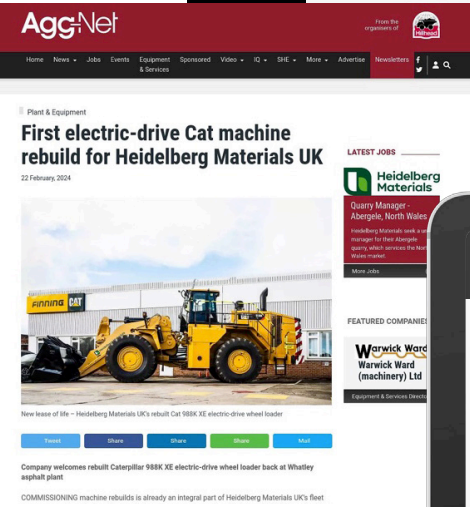 Agg-Net
From the
organisers of
Hillhead
Home News Jobs Events Equipment
& Services Sponsored Video IQ SHE More Advertise Newsletters
Plant & Equipment
First electric-drive Cat machine
rebuild for Heidelberg Materials UK
22 February, 2024
FINNING CAT
New lease of life – Heidelberg Materials UK's rebuilt Cat 988K XE electric-drive wheel loader
Tweet Share Share Share Mail
Company welcomes rebuilt Caterpillar 988K XE electric-drive wheel loader back at Whatley
asphalt plant
COMMISSIONING machine rebuilds is already an integral part of Heidelberg Materials UK's fleet
LATEST JOBS
Heidelberg
Materials
Quarry Manager -
Abergele, North Wales
Heidelberg Materials seek a
manager for their Abergele
quarry, which services the
Wales market.
More Jobs
FEATURED COMPANIE
Warwick Ward
Warwick Ward
(machinery) Ltd
Equipment & Services